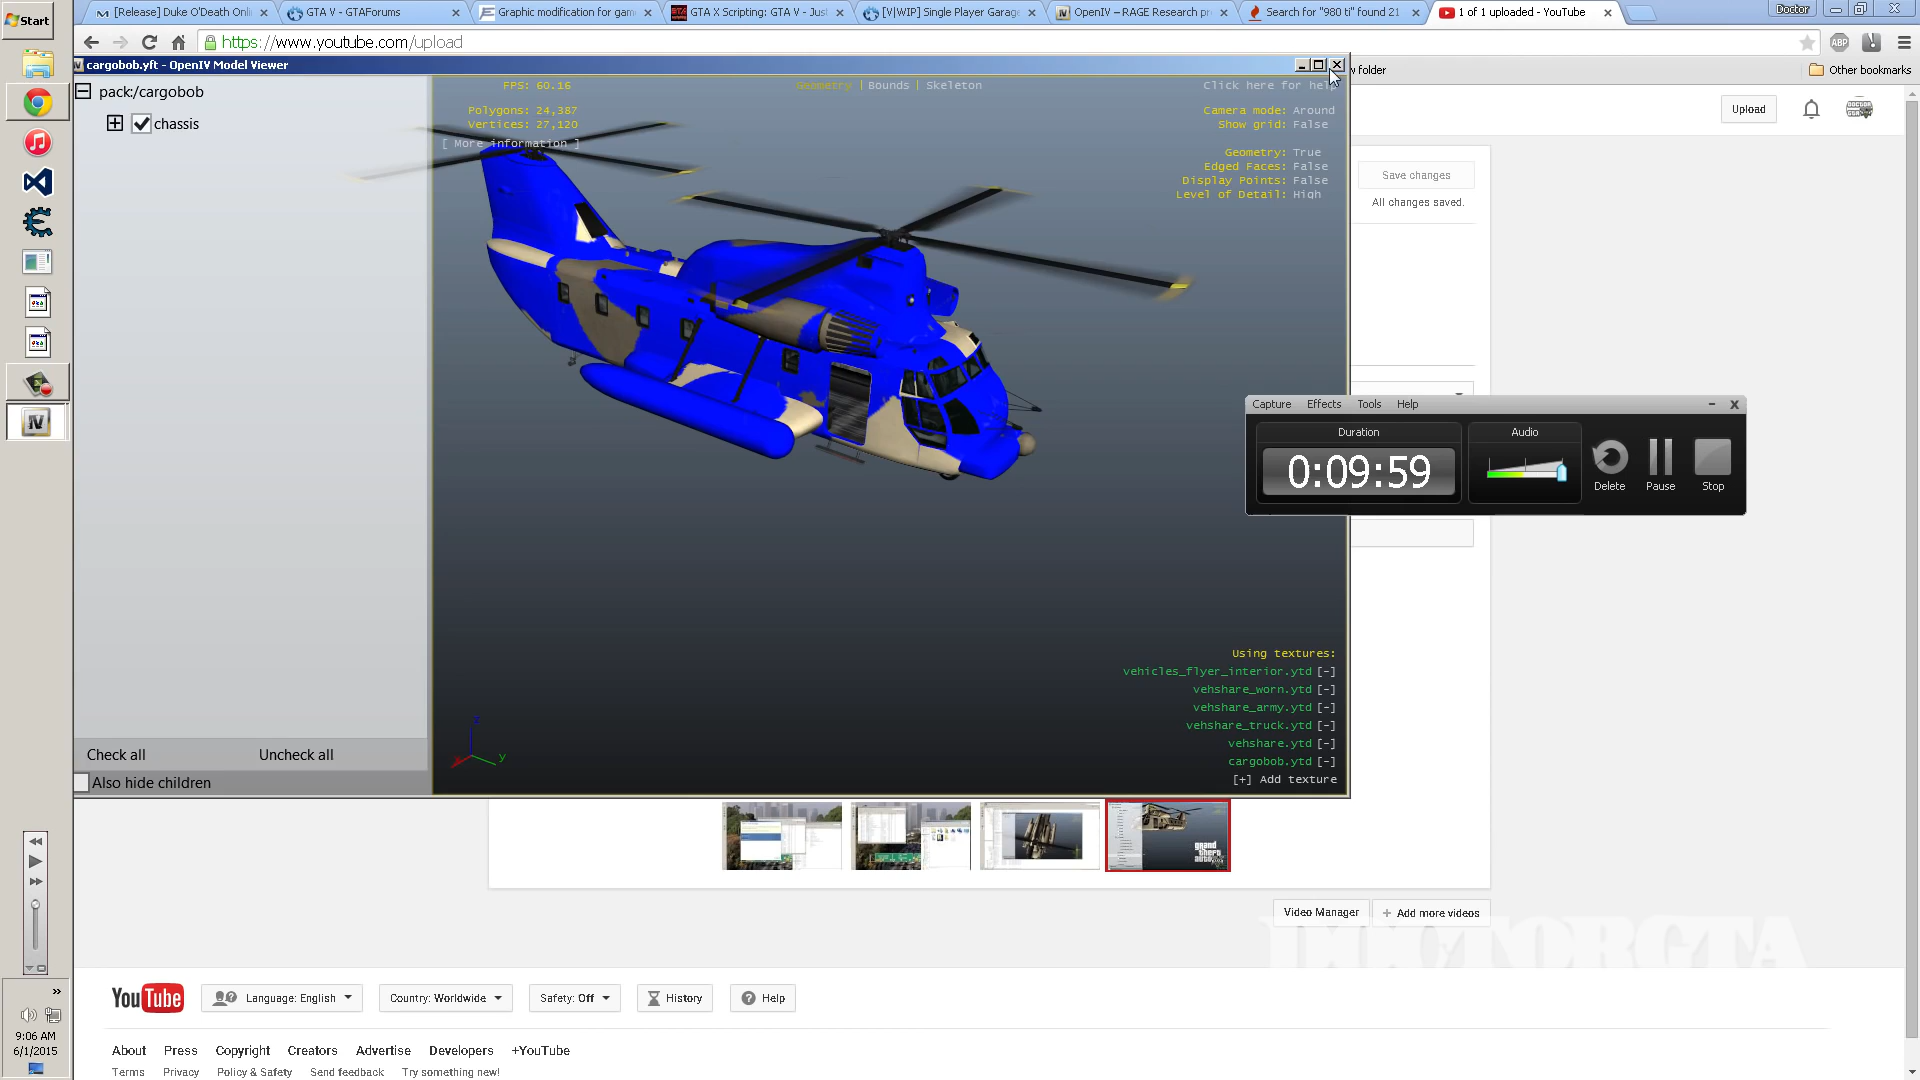 Start
[Release] Duke O'Death Onli
GTA V - GTAForums
Graphic modification for gam
GTA X Scripting: GTA V - Just
[V|WIP] Single Player Garage
OpenIV – RAGE Research pr
Search for "980 ti" found 21
1 of 1 uploaded - YouTube
Doctor
https://www.youtube.com/upload
ABP
cargobob.yft - OpenIV Model Viewer
w folder
Other bookmarks
pack:/cargobob
chassis
FPS: 60.16
Geometry | Bounds | Skeleton
Click here for help
Polygons: 24,387
Vertices: 27,120
[ More information ]
Camera mode: Around
Show grid: False
Geometry: True
Edged Faces: False
Display Points: False
Level of Detail: High
Upload
Save changes
All changes saved.
Capture Effects Tools Help
Duration
0:09:59
Audio
Delete
Pause
Stop
Using textures:
vehicles_flyer_interior.ytd [-]
vehshare_worn.ytd [-]
vehshare_army.ytd [-]
vehshare_truck.ytd [-]
vehshare.ytd [-]
cargobob.ytd [-]
[+] Add texture
z
x
y
Check all
Uncheck all
Also hide children
grand
theft
auto
Video Manager
+ Add more videos
YouTube
Language: English
Country: Worldwide
Safety: Off
History
Help
About Press Copyright Creators Advertise Developers +YouTube
Terms Privacy Policy & Safety Send feedback Try something new!
9:06 AM
6/1/2015